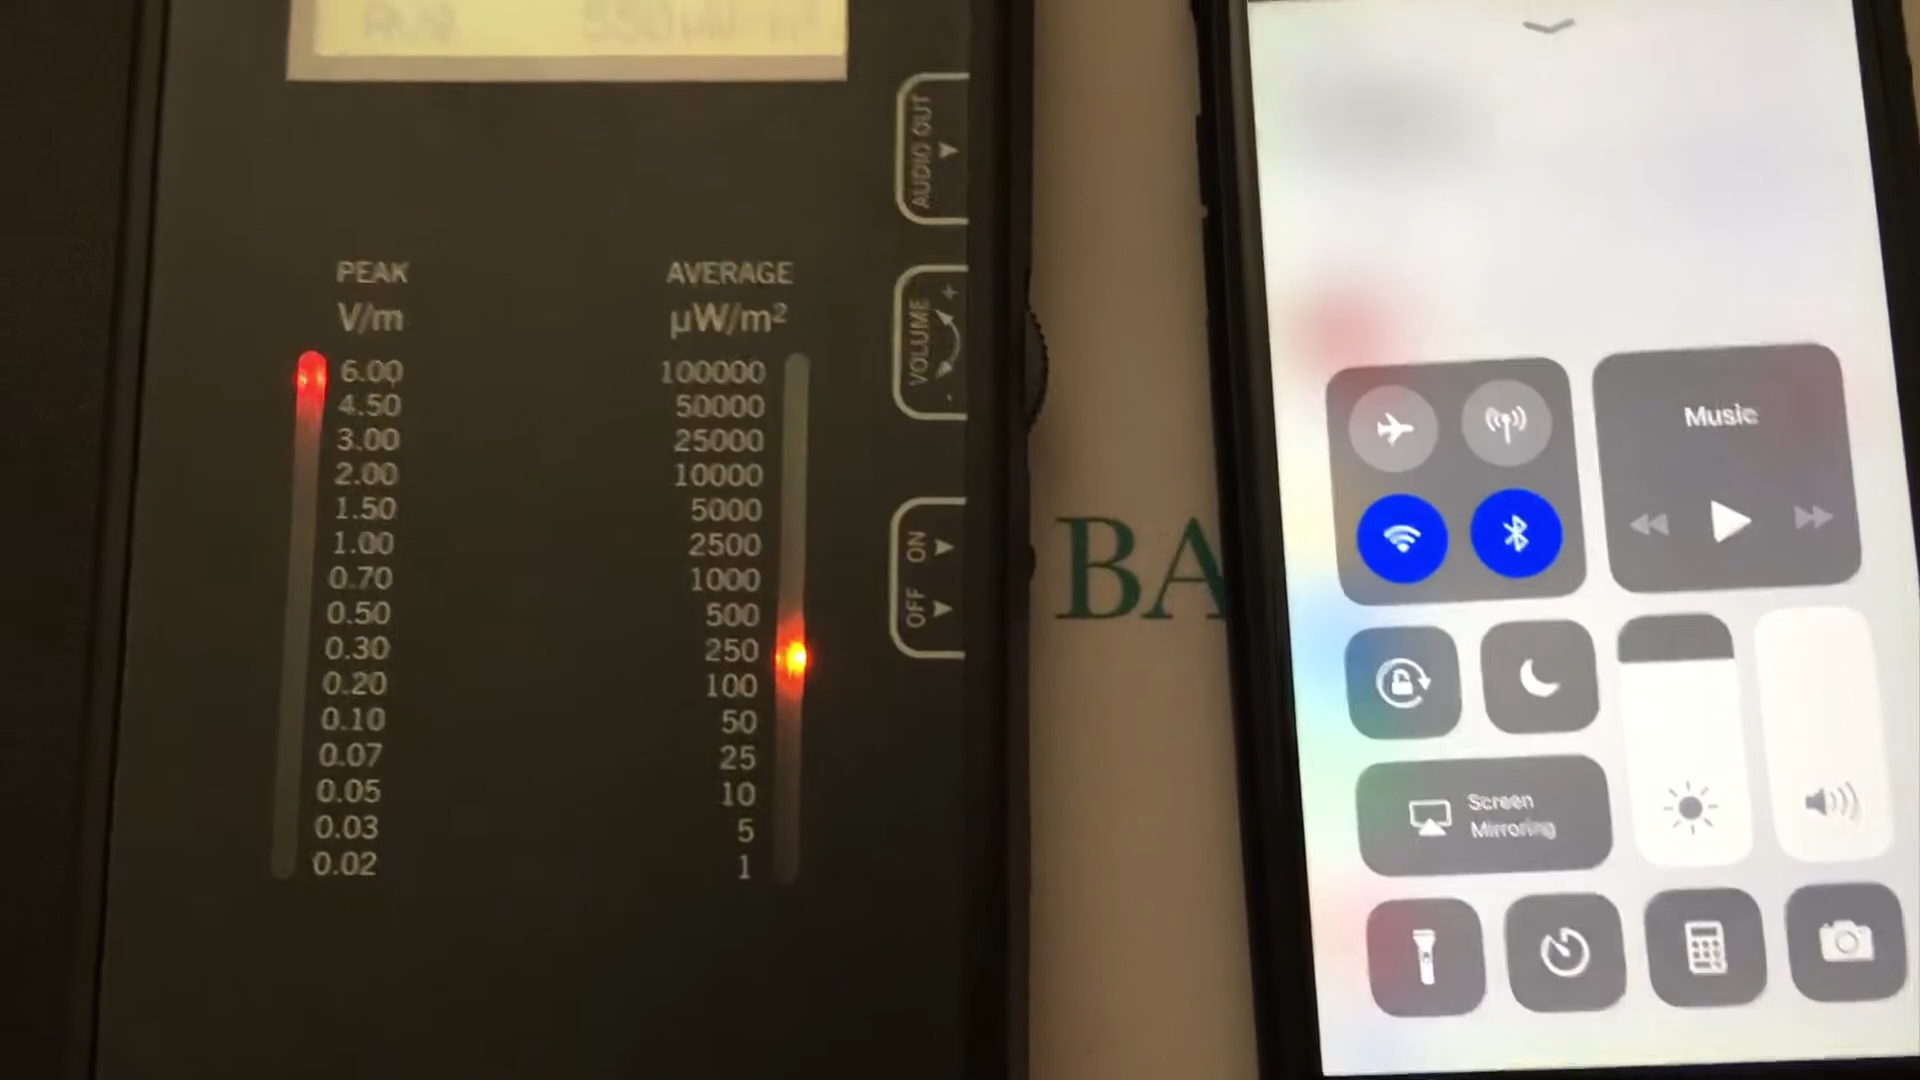 AUDIO OUT
VOLUME
+
-
OFF ON
PEAK
V/m
6.00
4.50
3.00
2.00
1.50
1.00
0.70
0.50
0.30
0.20
0.10
0.07
0.05
0.03
0.02
AVERAGE
µW/m²
100000
50000
25000
10000
5000
2500
1000
500
250
100
50
25
10
5
1
BA
Music
Screen
Mirroring